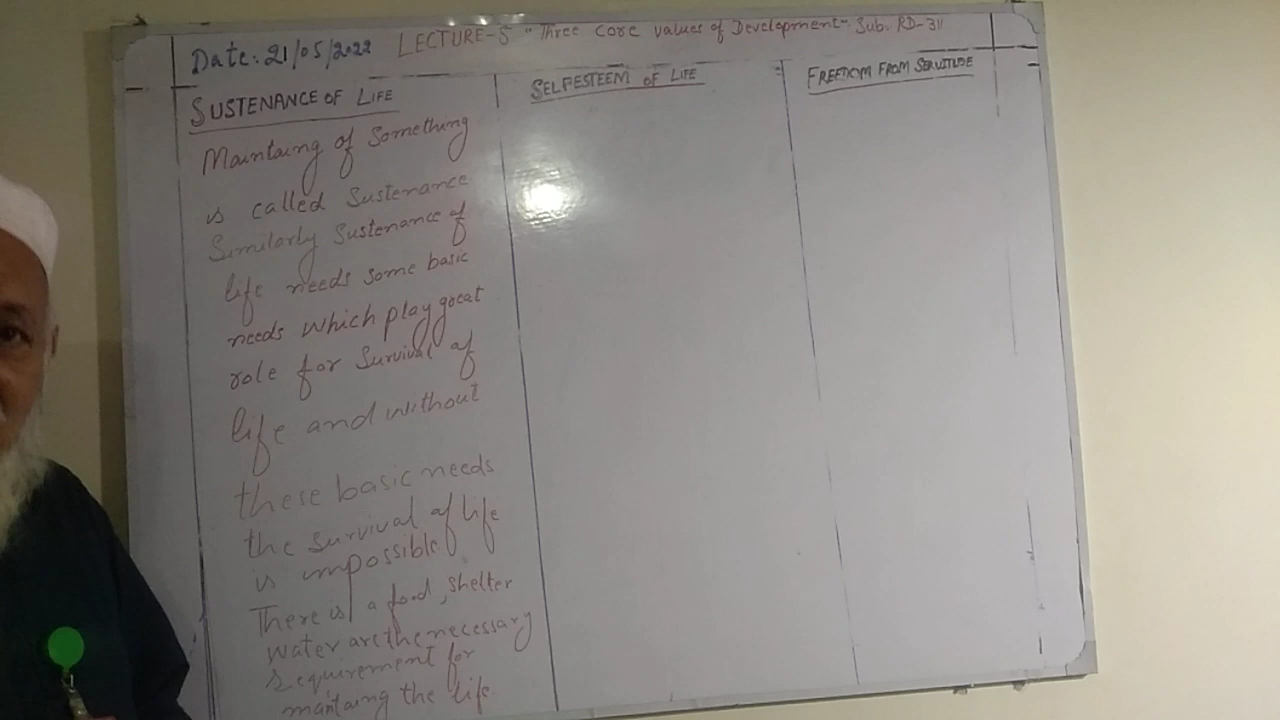 Date: 21/05/2022 LECTURE-5 "Three core values of Development" Sub. RD-311
SUSTENANCE OF LIFE
Maintaing of Something
is called Sustenance
Similarly Sustenance of
life needs some basic
needs which play great
role for Survival of
life and without
these basic needs
the survival of life
is impossible
There is a food, shelter
water are the necessary
requirement for
maintaing the life
SELFESTEEM OF LIFE
FREEDOM FROM SERVITUDE